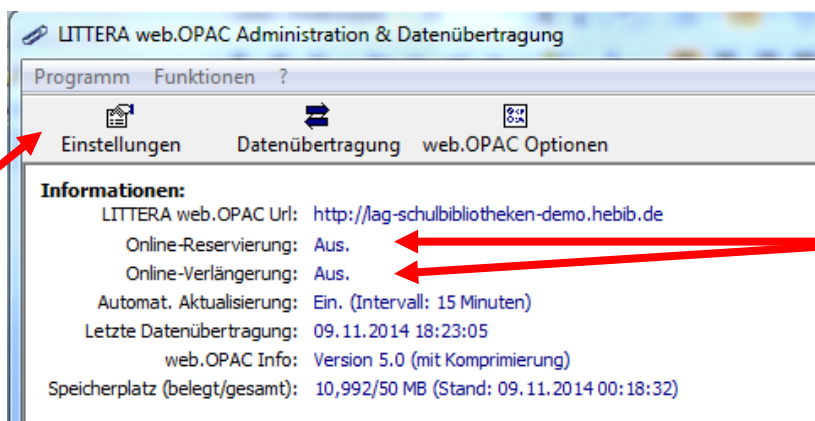 LITTERA web.OPAC Administration & Datenübertragung
Programm Funktionen ?
Einstellungen Datenübertragung web.OPAC Optionen
Informationen:
LITTERA web.OPAC Url: http://lag-schulbibliotheken-demo.hebib.de
Online-Reservierung: Aus.
Online-Verlängerung: Aus.
Automat. Aktualisierung: Ein. (Intervall: 15 Minuten)
Letzte Datenübertragung: 09.11.2014 18:23:05
web.OPAC Info: Version 5.0 (mit Komprimierung)
Speicherplatz (belegt/gesamt): 10,992/50 MB (Stand: 09.11.2014 00:18:32)